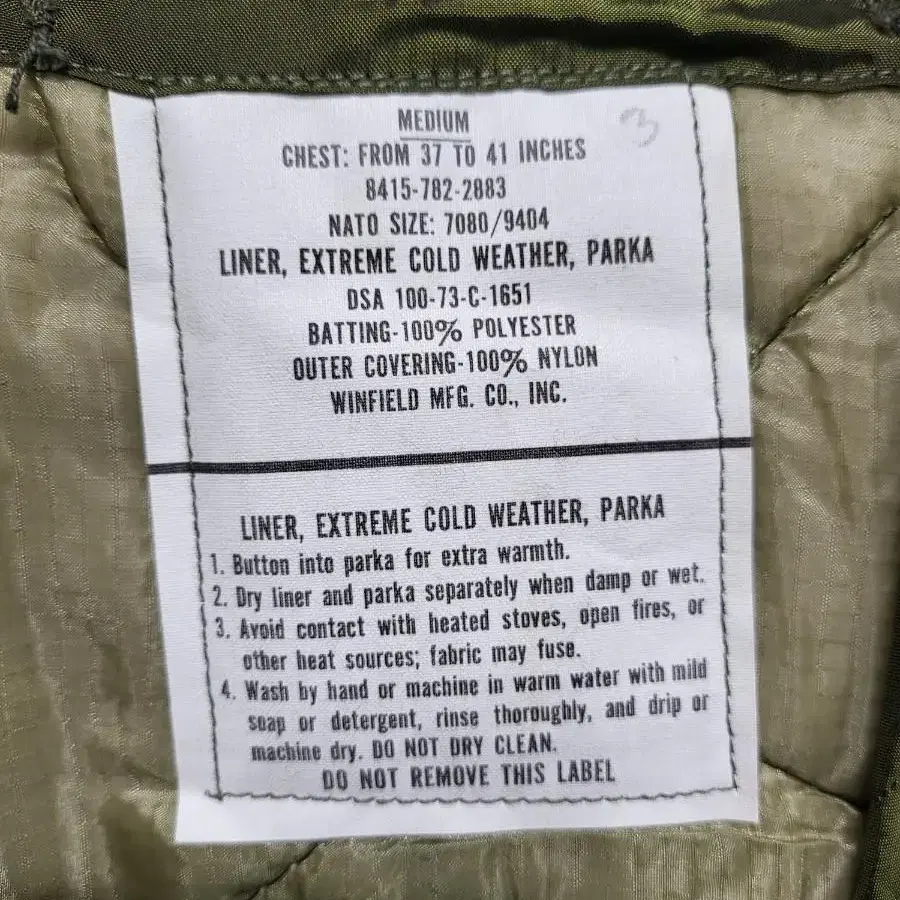 MEDIUM
3
CHEST: FROM 37 TO 41 INCHES
8415-782-2883
NATO SIZE: 7080/9404
LINER, EXTREME COLD WEATHER, PARKA
DSA 100-73-C-1651
BATTING-100% POLYESTER
OUTER COVERING-100% NYLON
WINFIELD MFG. CO., INC.
LINER, EXTREME COLD WEATHER, PARKA
1. Button into parka for extra warmth.
2. Dry liner and parka separately when damp or wet.
3. Avoid contact with heated stoves, open fires, or
other heat sources; fabric may fuse.
4. Wash by hand or machine in warm water with mild
soap or detergent, rinse thoroughly, and drip or
machine dry. DO NOT DRY CLEAN.
DO NOT REMOVE THIS LABEL